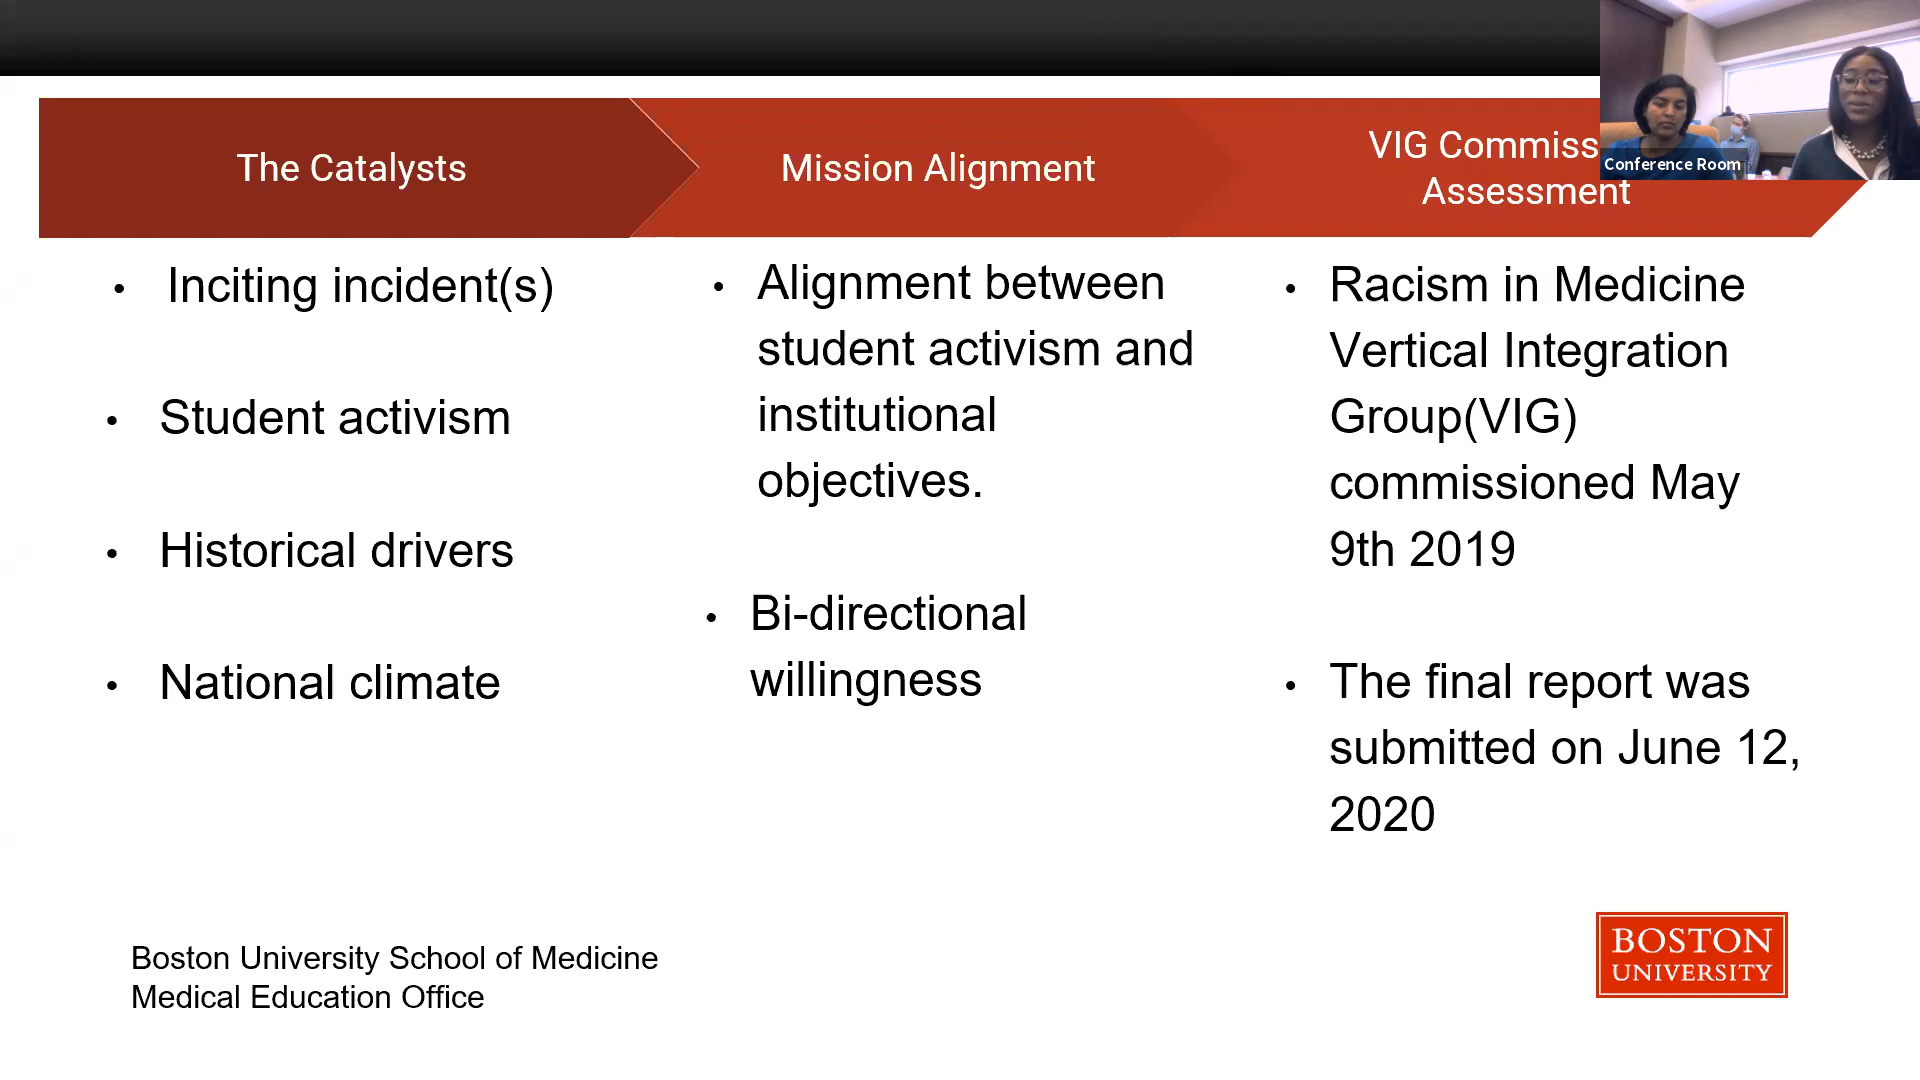 The Catalysts
Mission Alignment
VIG
Assessment
Conference Room
• Inciting incident(s)
• Student activism
• Historical drivers
• National climate
• Alignment between
student activism and
institutional
objectives.
• Bi-directional
willingness
• Racism in Medicine
Vertical Integration
Group(VIG)
commissioned May
9th 2019
• The final report was
submitted on June 12,
2020
Boston University School of Medicine
Medical Education Office
BOSTON
UNIVERSITY